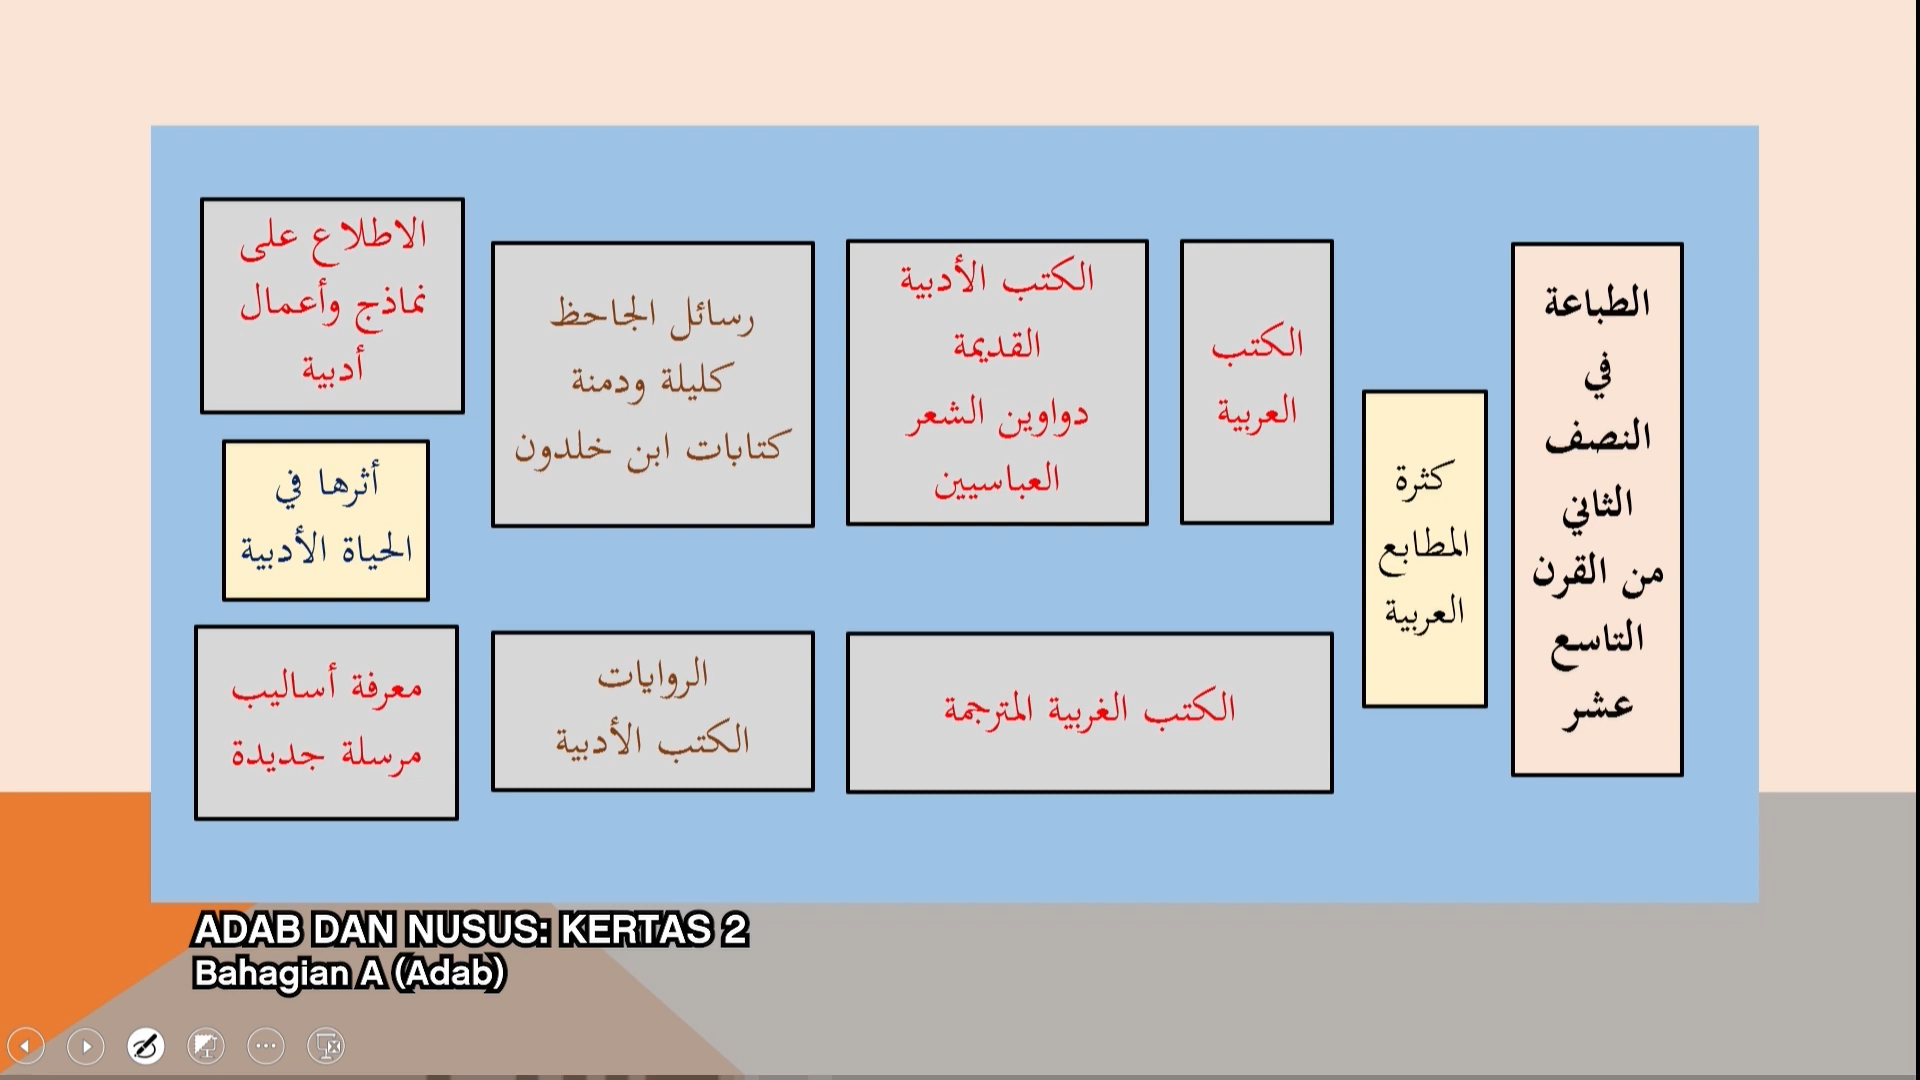 الطباعة
في
النصف
الثاني
من القرن
التاسع
عشر
كثرة
المطابع
العربية
الكتب
العربية
الكتب الأدبية
القديمة
دواوين الشعر
العباسيين
رسائل الجاحظ
كليلة ودمنة
كتابات ابن خلدون
الاطلاع على
نماذج وأعمال
أدبية
أثرها في
الحياة الأدبية
الكتب الغربية المترجمة
الروايات
الكتب الأدبية
معرفة أساليب
مرسلة جديدة
ADAB DAN NUSUS: KERTAS 2
Bahagian A (Adab)